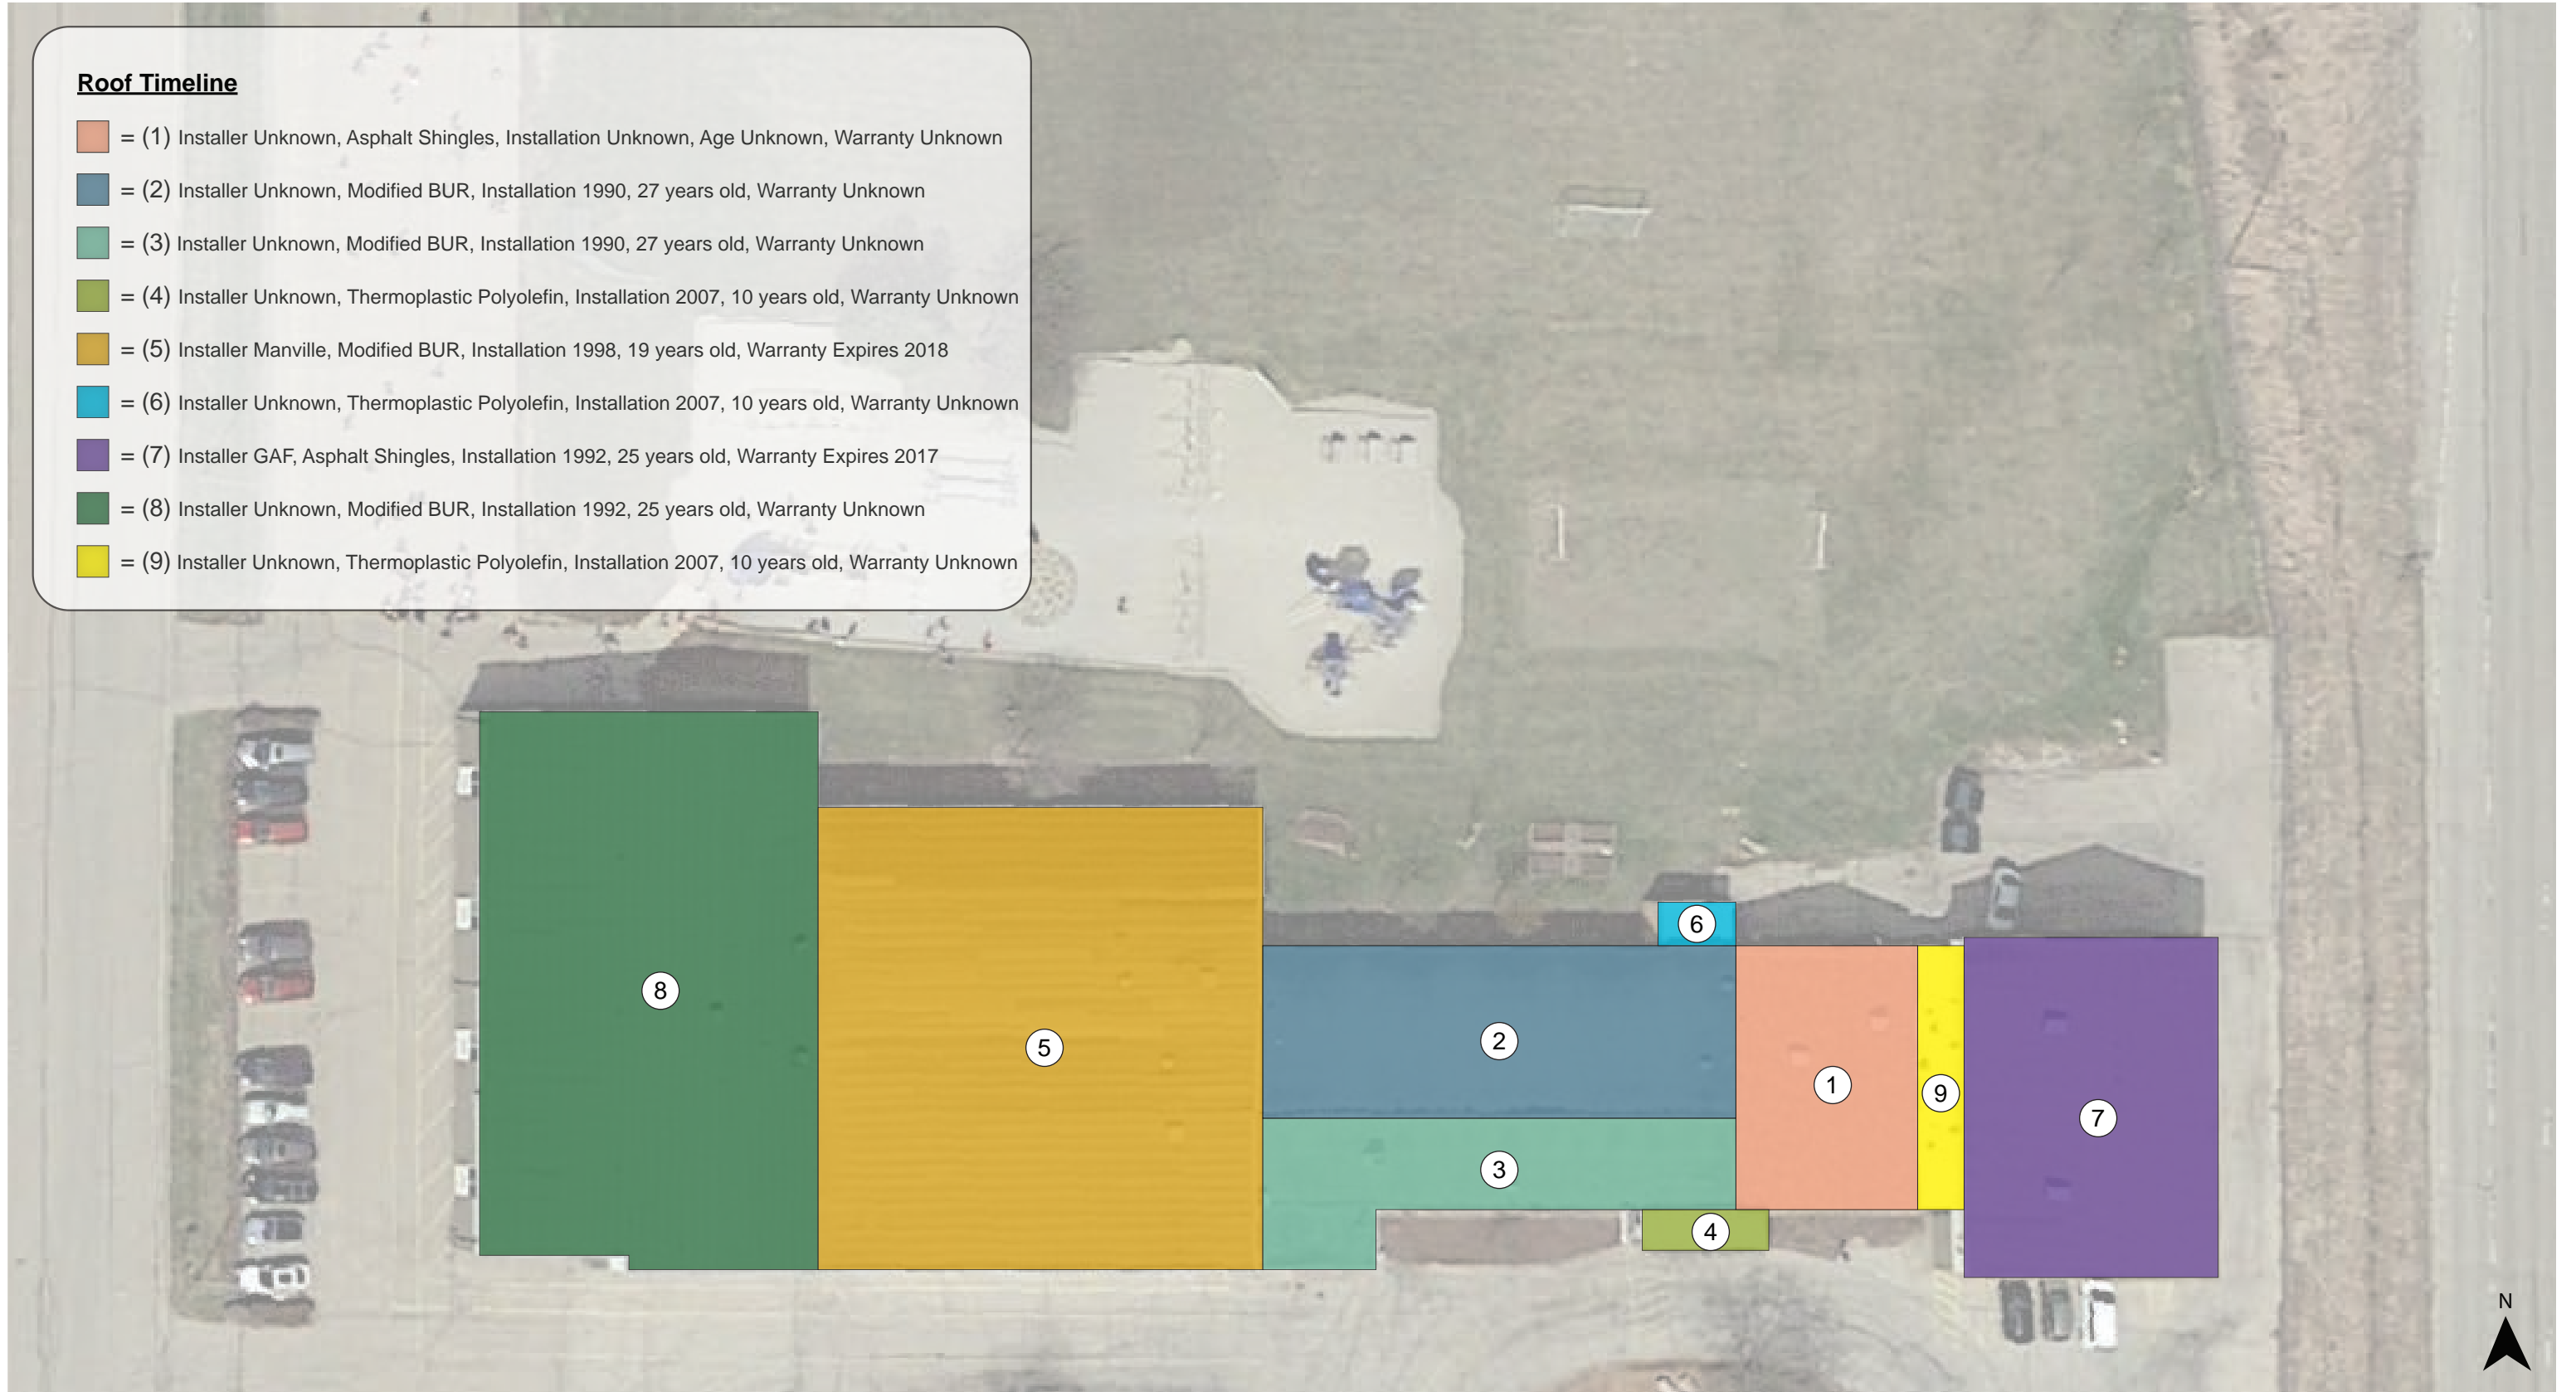 Roof Timeline
= (1) Installer Unknown, Asphalt Shingles, Installation Unknown, Age Unknown, Warranty Unknown
= (2) Installer Unknown, Modified BUR, Installation 1990, 27 years old, Warranty Unknown
= (3) Installer Unknown, Modified BUR, Installation 1990, 27 years old, Warranty Unknown
= (4) Installer Unknown, Thermoplastic Polyolefin, Installation 2007, 10 years old, Warranty Unknown
= (5) Installer Manville, Modified BUR, Installation 1998, 19 years old, Warranty Expires 2018
= (6) Installer Unknown, Thermoplastic Polyolefin, Installation 2007, 10 years old, Warranty Unknown
= (7) Installer GAF, Asphalt Shingles, Installation 1992, 25 years old, Warranty Expires 2017
= (8) Installer Unknown, Modified BUR, Installation 1992, 25 years old, Warranty Unknown
= (9) Installer Unknown, Thermoplastic Polyolefin, Installation 2007, 10 years old, Warranty Unknown
6
8
5
2
1
9
7
3
4
N